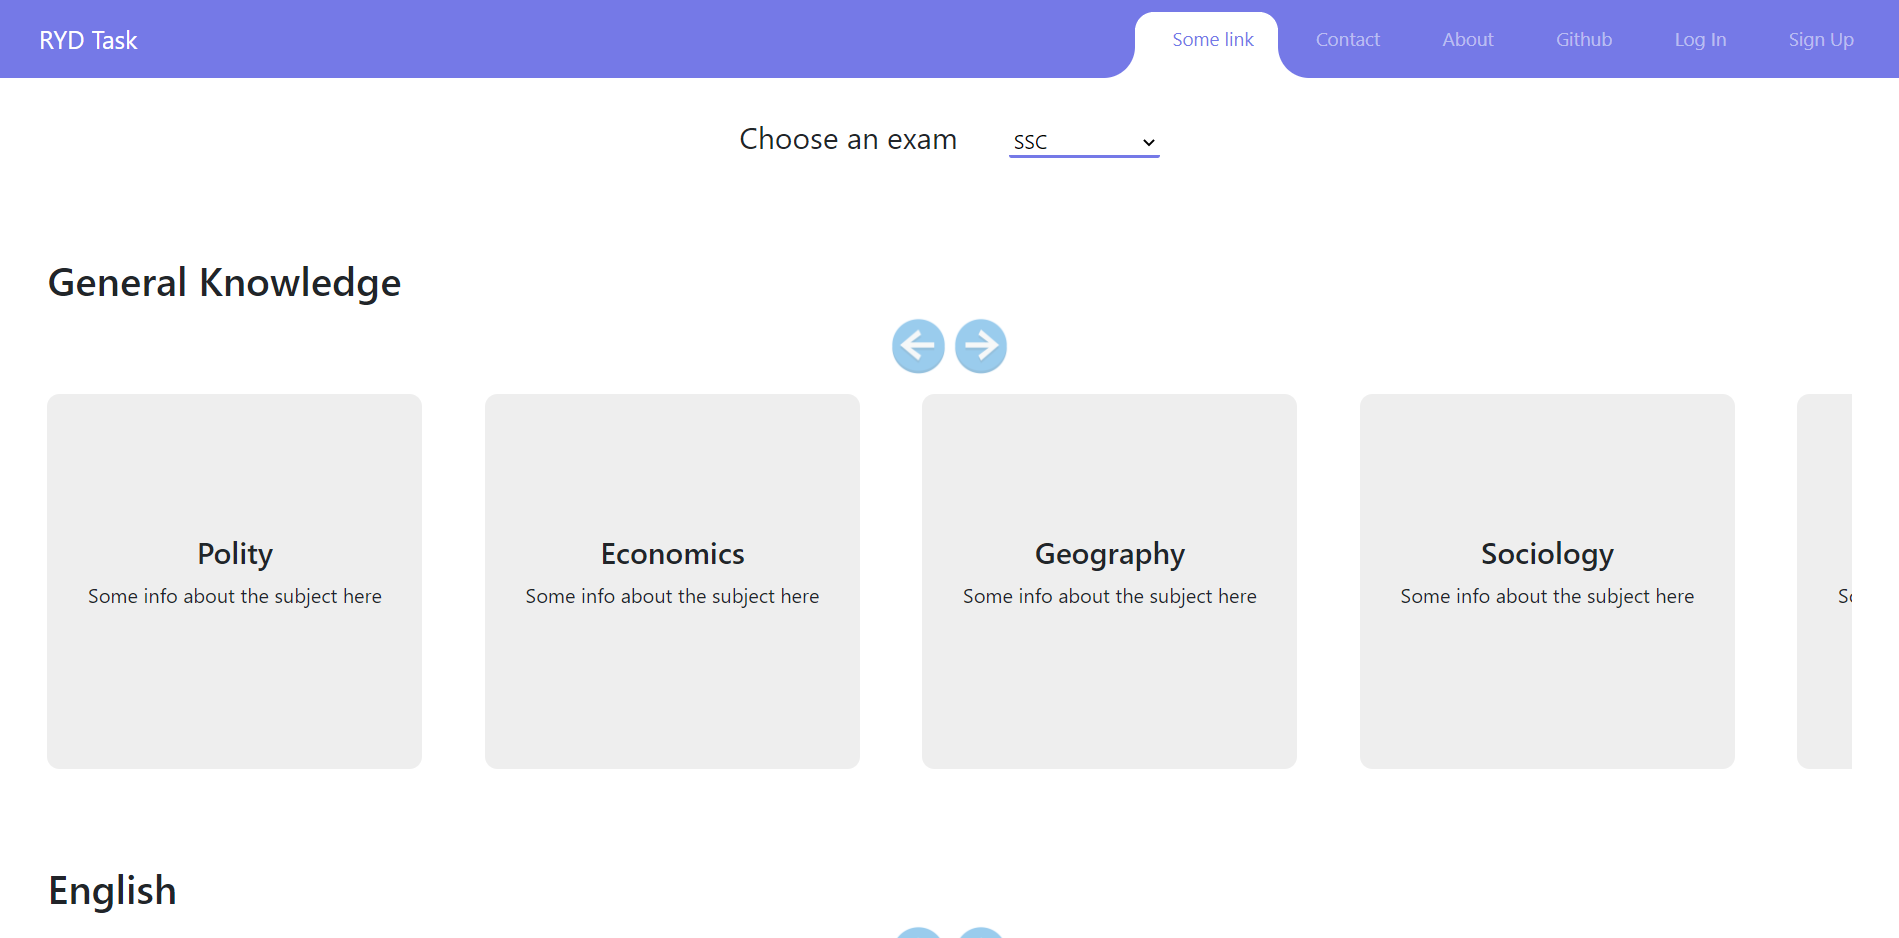 RYD Task
Some link
Contact
About
Github
Log In
Sign Up
Choose an exam
SSC
General Knowledge
Polity
Some info about the subject here
Economics
Some info about the subject here
Geography
Some info about the subject here
Sociology
Some info about the subject here
English